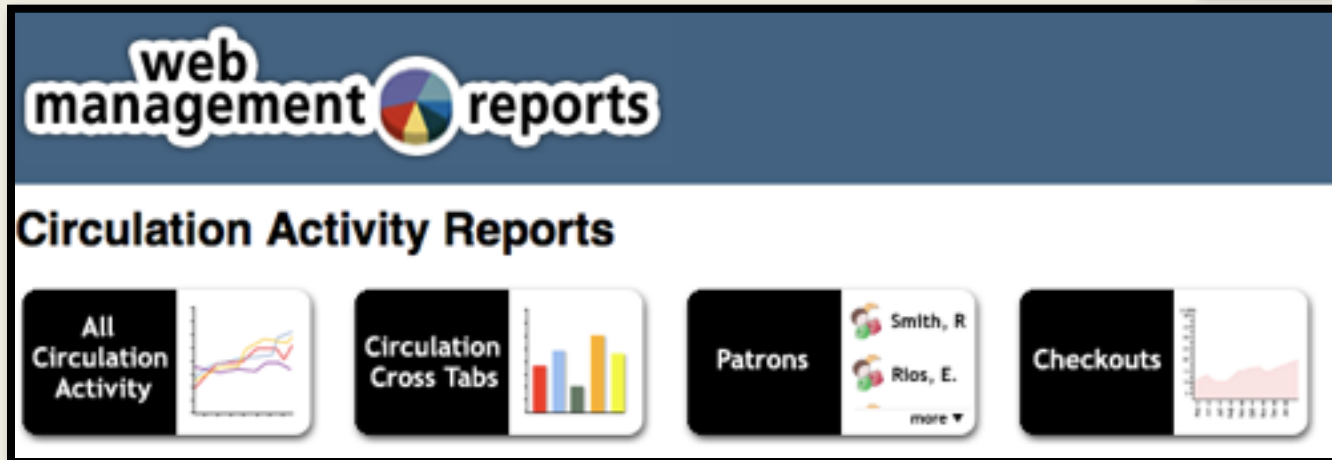 web
management reports
Circulation Activity Reports
All
Circulation
Activity
Circulation
Cross Tabs
Patrons
Smith, R
Rios, E.
more ▼
Checkouts